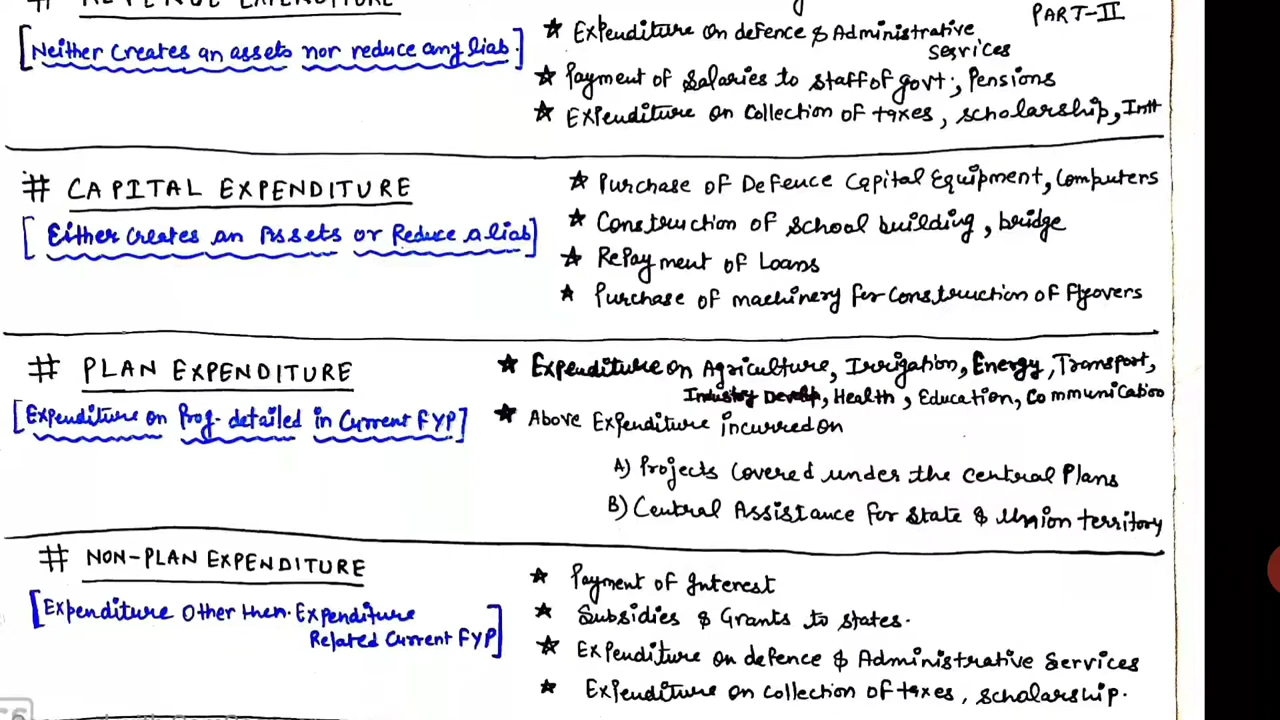 # REVENUE EXPENDITURE
PART-II
[Neither Creates an assets nor reduce any liab.]
★ Expenditure on defence & Administrative
Services
★ Payment of Salaries to staff of govt., Pensions
★ Expenditure on Collection of taxes, scholarship, Intt
# CAPITAL EXPENDITURE
[Either Creates an Assets or Reduce a liab]
★ Purchase of Defence Capital Equipment, Computers
★ Construction of School building, bridge
★ Repayment of Loans
★ Purchase of machinery for Construction of Flyovers
# PLAN EXPENDITURE
[Expenditure on Prog. detailed in Current FYP]
★ Expenditure on Agriculture, Irrigation, Energy, Transport,
Industry Develop, Health, Education, Communication
★ Above Expenditure incurred on
A) Projects Covered under the Central Plans
B) Central Assistance for State & Union territory
# NON-PLAN EXPENDITURE
[Expenditure Other then. Expenditure
Related Current FYP]
★ Payment of Interest
★ Subsidies & Grants to States.
★ Expenditure on defence & Administrative Services
★ Expenditure on collection of taxes, scholarship.